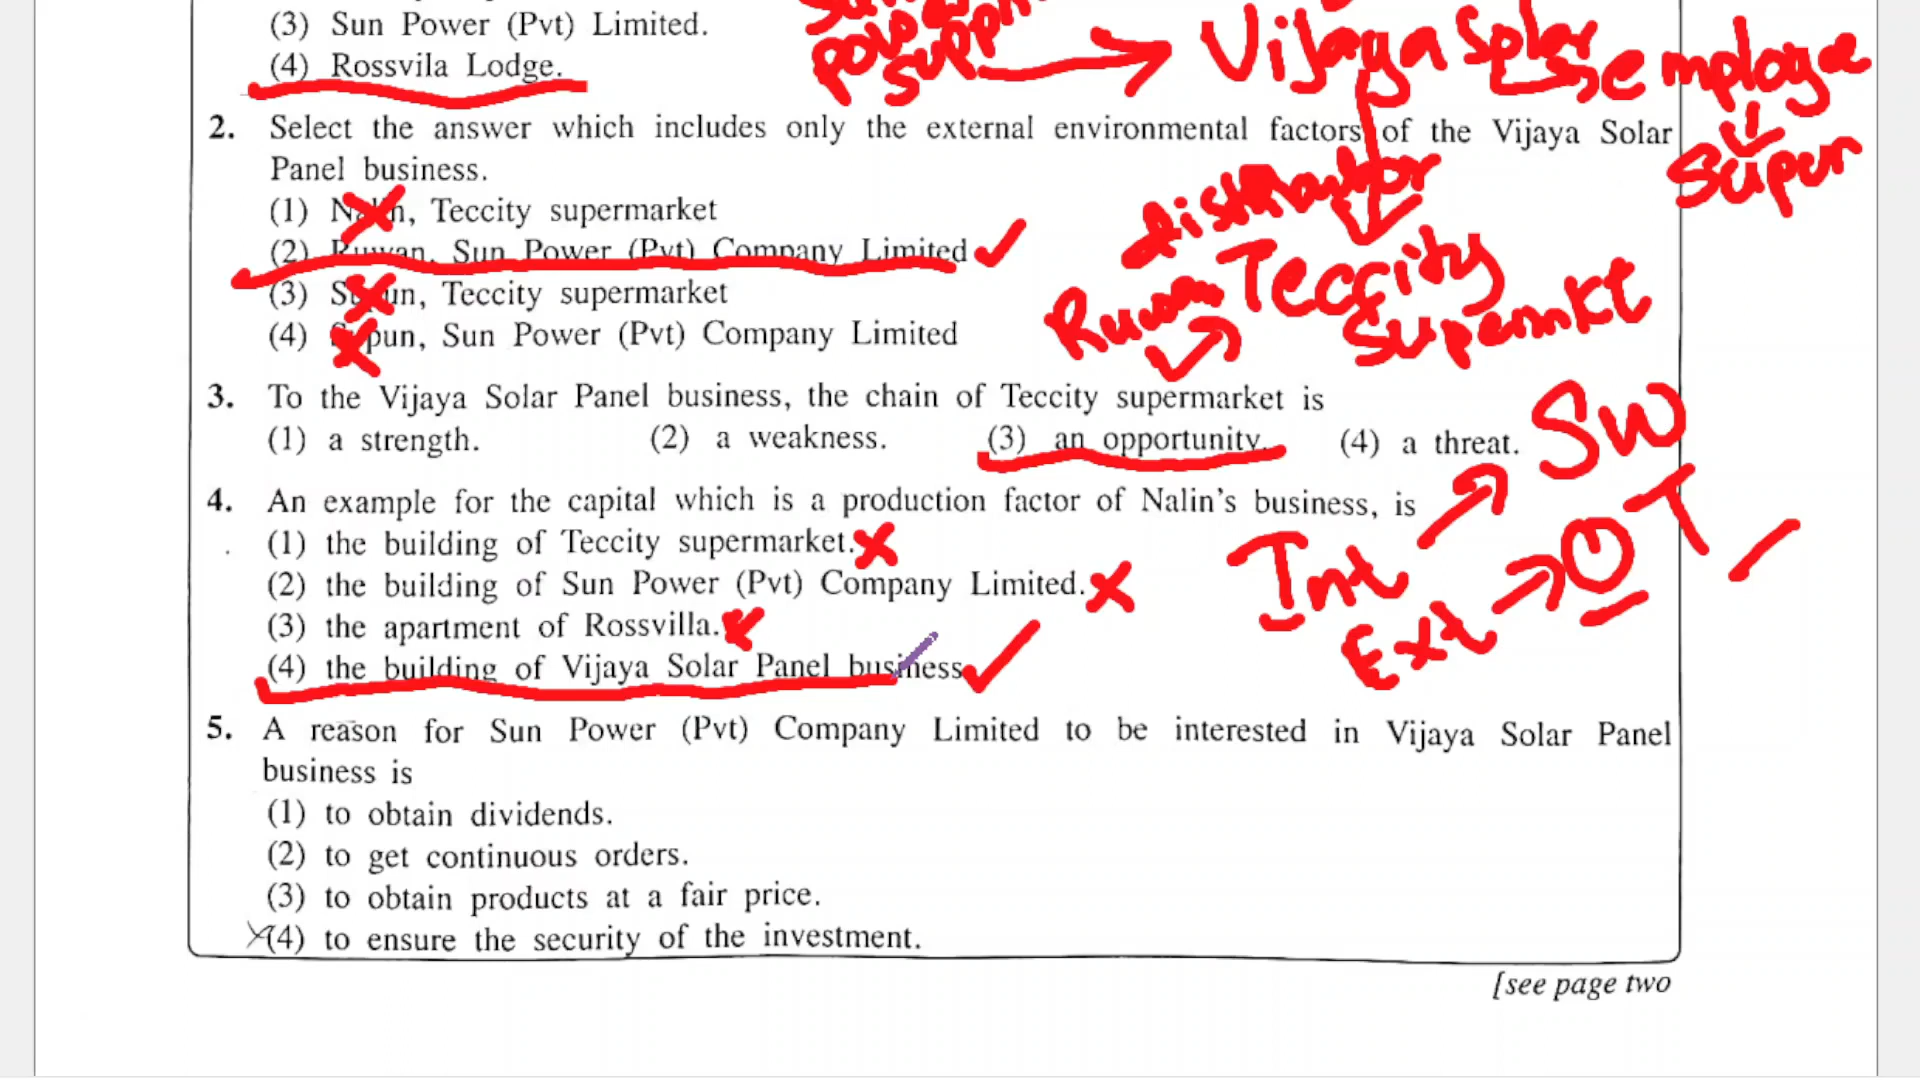 (3) Sun Power (Pvt) Limited.
(4) Rossvila Lodge.
supp
Vijaya Solar
employee
Supun
2. Select the answer which includes only the external environmental factors of the Vijaya Solar
Panel business.
(1) Nalin, Teccity supermarket
(2) Ruwan, Sun Power (Pvt) Company Limited
(3) Supun, Teccity supermarket
(4) Supun, Sun Power (Pvt) Company Limited
distributor
Ruwan Teccity
Supermkt
3. To the Vijaya Solar Panel business, the chain of Teccity supermarket is
(1) a strength. (2) a weakness. (3) an opportunity. (4) a threat.
SW
4. An example for the capital which is a production factor of Nalin's business, is
(1) the building of Teccity supermarket.
(2) the building of Sun Power (Pvt) Company Limited.
(3) the apartment of Rossvilla.
(4) the building of Vijaya Solar Panel business
Int
Ext O T
5. A reason for Sun Power (Pvt) Company Limited to be interested in Vijaya Solar Panel
business is
(1) to obtain dividends.
(2) to get continuous orders.
(3) to obtain products at a fair price.
(4) to ensure the security of the investment.
[see page two